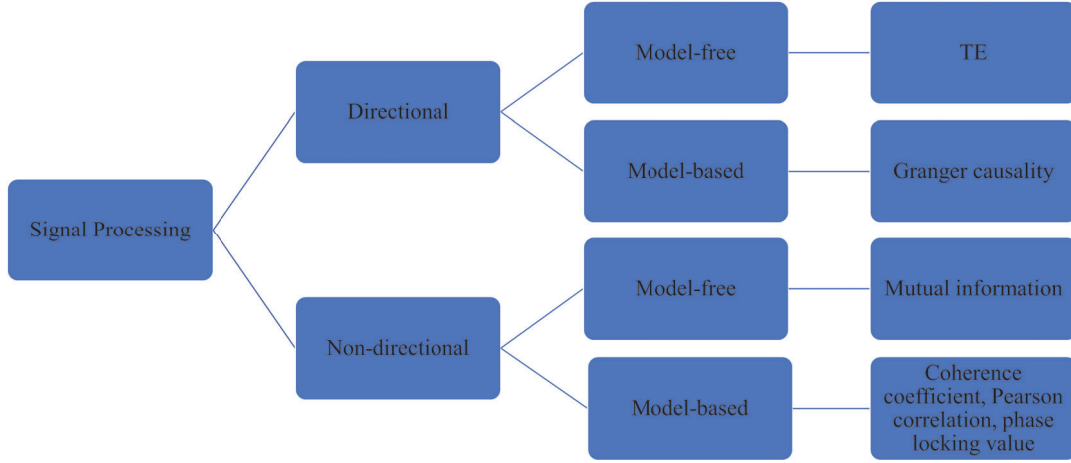 Signal Processing
Directional
Non-directional
Model-free
TE
Model-based
Granger causality
Model-free
Mutual information
Model-based
Coherence
coefficient, Pearson
correlation, phase
locking value